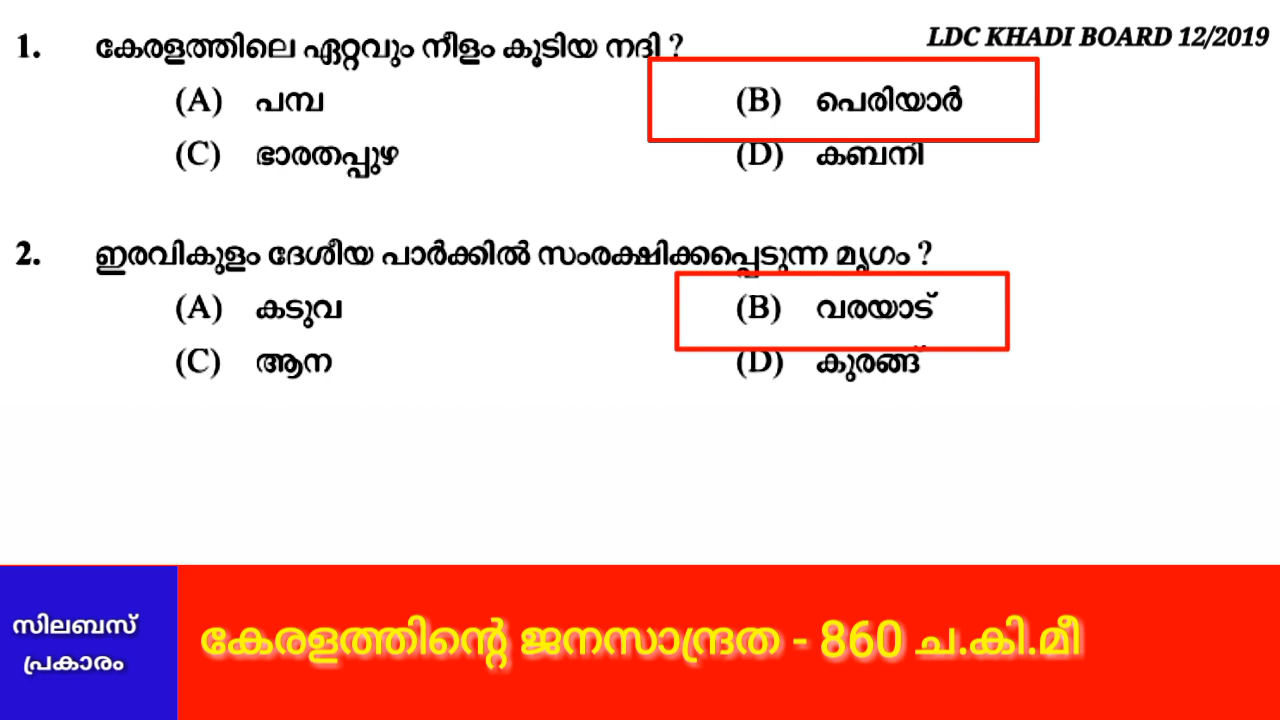 LDC KHADI BOARD 12/2019
1. കേരളത്തിലെ ഏറ്റവും നീളം കൂടിയ നദി ?
(A) പമ്പ (B) പെരിയാർ
(C) ഭാരതപ്പുഴ (D) കബനി
2. ഇരവികുളം ദേശീയ പാർക്കിൽ സംരക്ഷിക്കപ്പെടുന്ന മൃഗം ?
(A) കടുവ (B) വരയാട്
(C) ആന (D) കുരങ്ങ്
സിലബസ്
പ്രകാരം
കേരളത്തിന്റെ ജനസാന്ദ്രത - 860 ച.കി.മീ